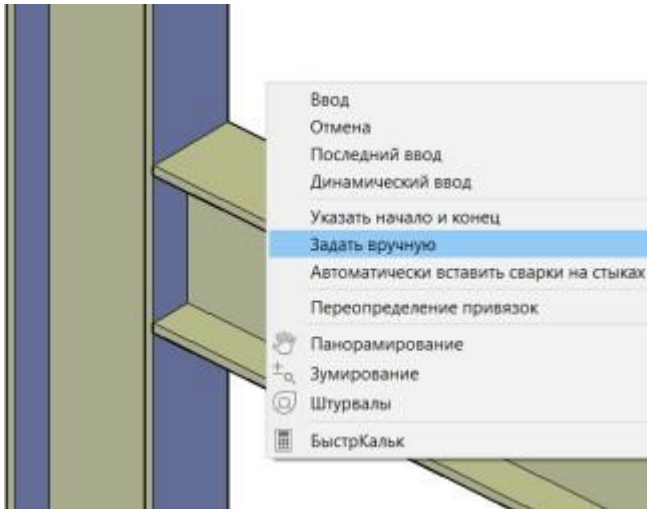 Ввод
Отмена
Последний ввод
Динамический ввод
Указать начало и конец
Задать вручную
Автоматически вставить сварки на стыках
Переопределение привязок
Панорамирование
Зумирование
Штурвалы
БыстрКальк